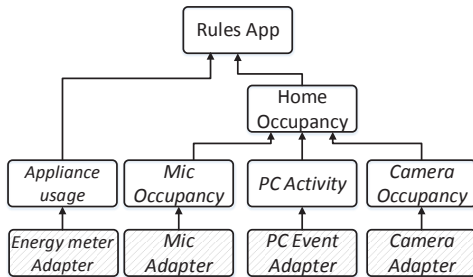 Rules App
Home
Occupancy
Appliance
usage
Mic
Occupancy
PC Activity
Camera
Occupancy
Energy meter
Adapter
Mic
Adapter
PC Event
Adapter
Camera
Adapter